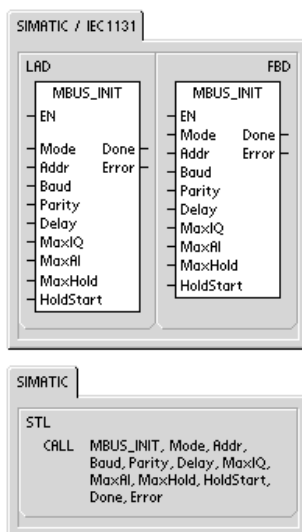 SIMATIC / IEC1131
LAD
FBD
MBUS_INIT
EN
Mode Done
Addr Error
Baud
Parity
Delay
MaxIQ
MaxAI
MaxHold
HoldStart
MBUS_INIT
EN
Mode Done
Addr Error
Baud
Parity
Delay
MaxIQ
MaxAI
MaxHold
HoldStart
SIMATIC
STL
CALL MBUS_INIT, Mode, Addr,
Baud, Parity, Delay, MaxIQ,
MaxAI, MaxHold, HoldStart,
Done, Error